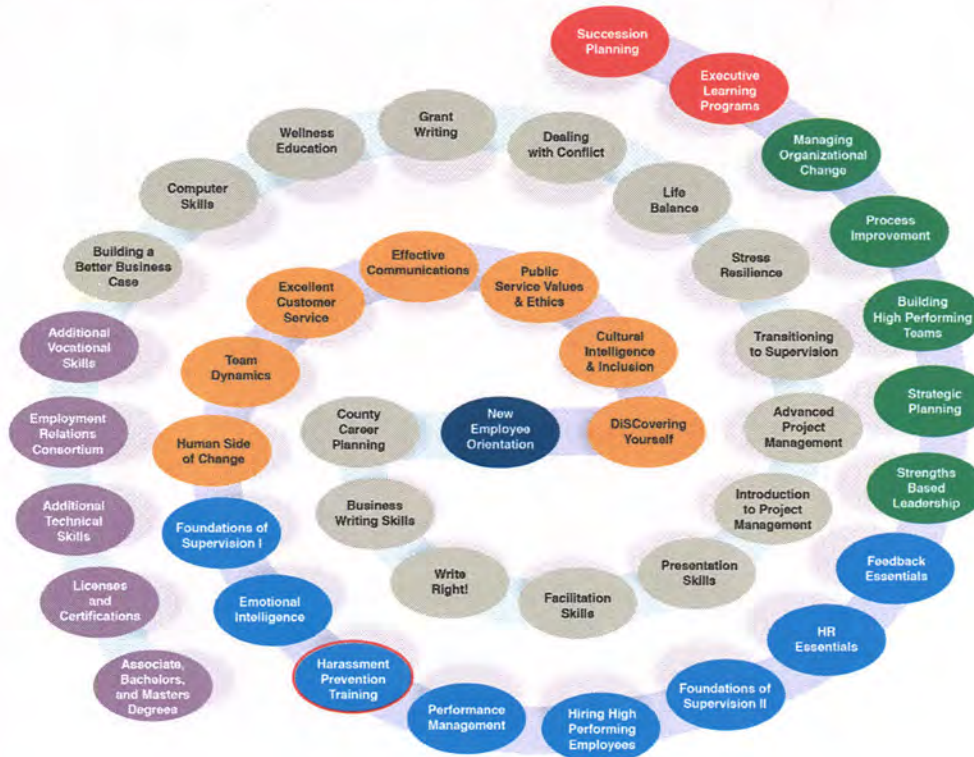 Succession
Planning
Executive
Learning
Programs
Managing
Organizational
Change
Process
Improvement
Building
High Performing
Teams
Strategic
Planning
Strengths
Based
Leadership
Feedback
Essentials
HR
Essentials
Foundations of
Supervision II
Hiring High
Performing
Employees
Performance
Management
Harassment
Prevention
Training
Emotional
Intelligence
Foundations of
Supervision I
Human Side
of Change
Team
Dynamics
Excellent
Customer
Service
Effective
Communications
Public
Service Values
& Ethics
Cultural
Intelligence
& Inclusion
DiSCovering
Yourself
New
Employee
Orientation
County
Career
Planning
Business
Writing Skills
Write
Right!
Facilitation
Skills
Presentation
Skills
Introduction
to Project
Management
Advanced
Project
Management
Transitioning
to Supervision
Stress
Resilience
Life
Balance
Dealing
with Conflict
Grant
Writing
Wellness
Education
Computer
Skills
Building a
Better Business
Case
Additional
Vocational
Skills
Employment
Relations
Consortium
Additional
Technical
Skills
Licenses
and
Certifications
Associate,
Bachelors,
and Masters
Degrees